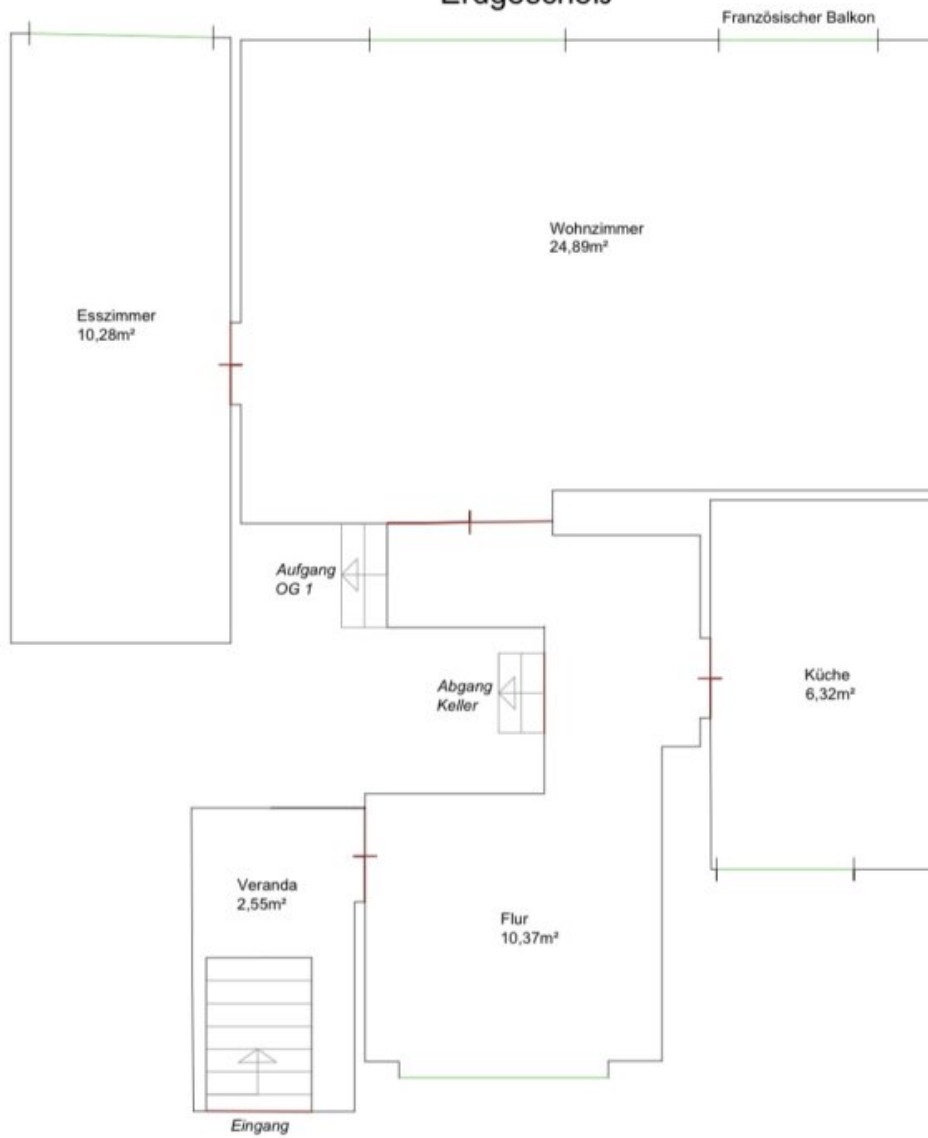 Französischer Balkon
Wohnzimmer
24,89m²
Esszimmer
10,28m²
Aufgang
OG 1
Abgang
Keller
Küche
6,32m²
Veranda
2,55m²
Flur
10,37m²
Eingang